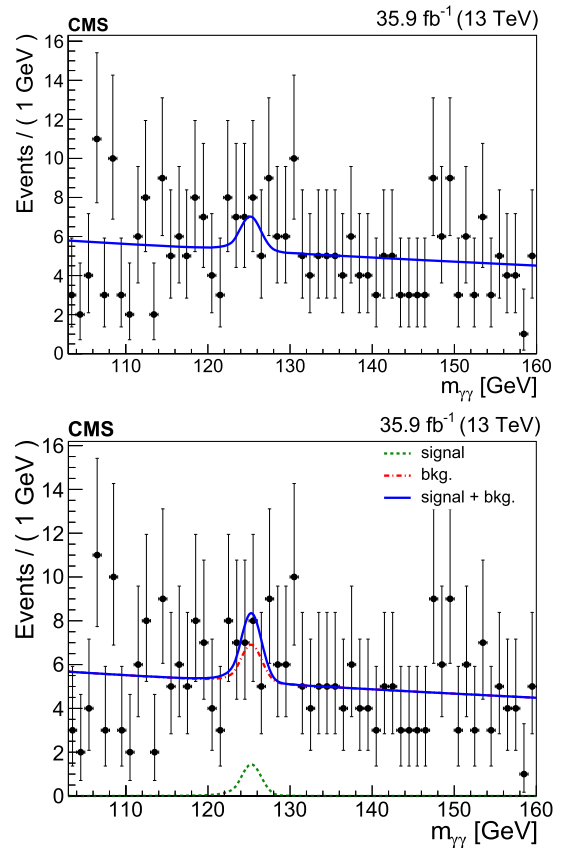 CMS 35.9 fb⁻¹ (13 TeV)
Events / ( 1 GeV )
16
14
12
10
8
6
4
2
0
110 120 130 140 150 160
mγγ [GeV]
CMS 35.9 fb⁻¹ (13 TeV)
Events / ( 1 GeV )
16
14
12
10
8
6
4
2
0
signal
bkg.
signal + bkg.
110 120 130 140 150 160
mγγ [GeV]